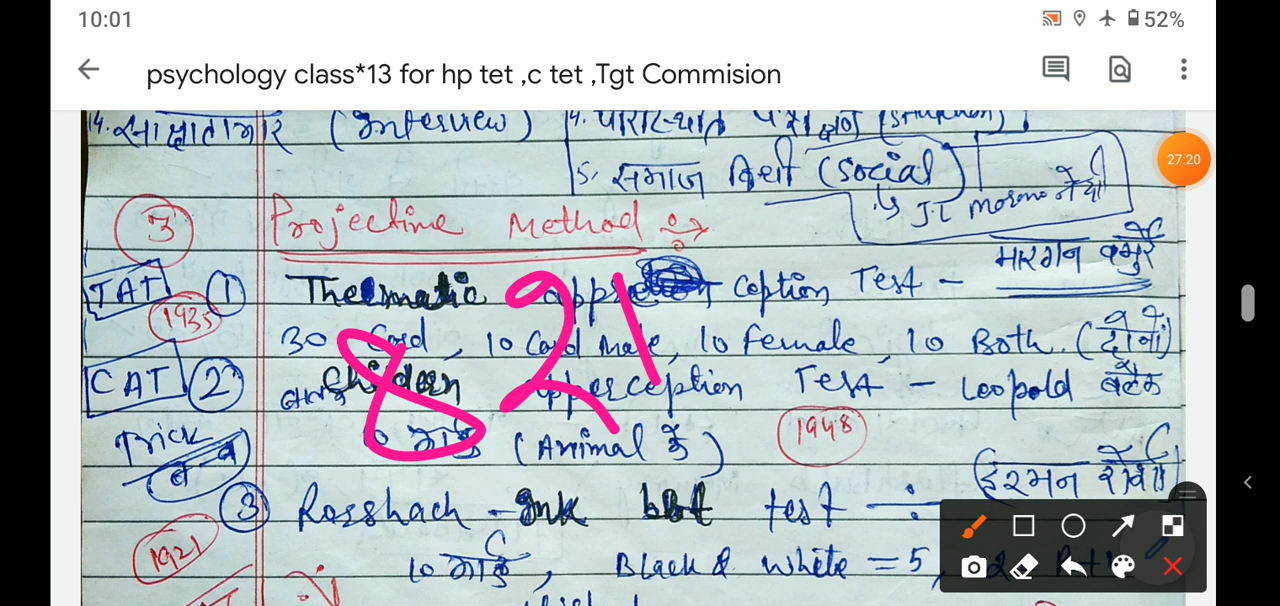 10:01
52%
psychology class*13 for hp tet ,c tet ,Tgt Commision
27:20
14. साक्षात्कार (Interview)
5. समाज मिती (Social)
J.L Moreno ने दी
3 Projective Method
TAT 1 Thematic Apperception Test - मारगन व मुर्रे
1935
30 Card, 10 Card Male, 10 Female, 10 Both. (दोनो)
8 21
CAT 2 Children Apperception Test - Leopold बैलक
1948
Trick
10 कार्ड (Animal के)
3 Rosshach - Ink blot test ÷ (हरमन रोर्शा)
1921
10 कार्ड, Black & White = 5,